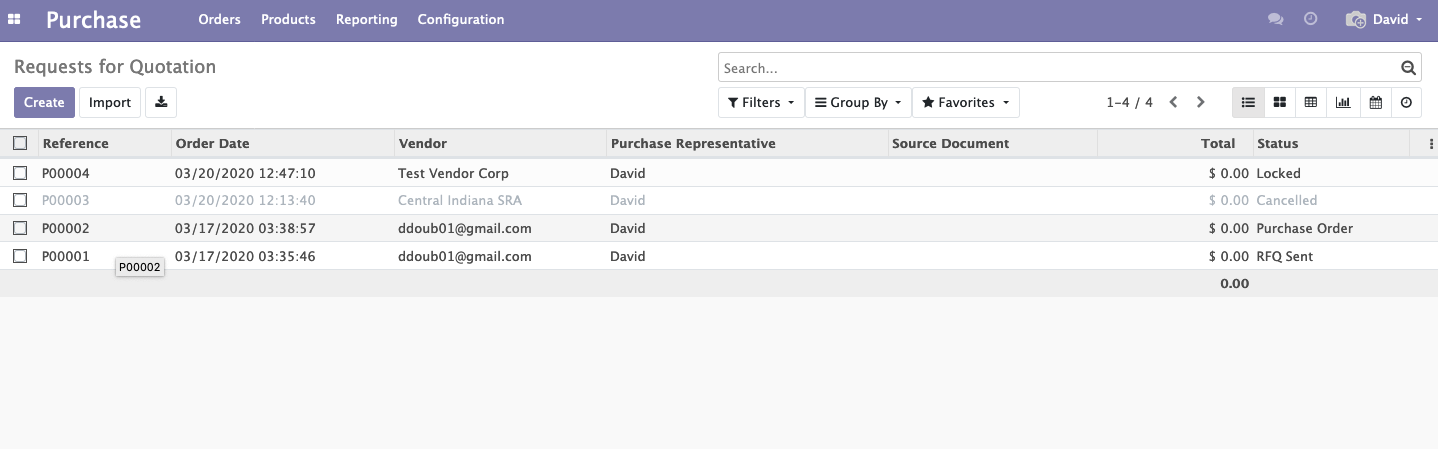 Purchase Orders Products Reporting Configuration David
Requests for Quotation Search...
Create Import Filters Group By Favorites 1-4 / 4
Reference Order Date Vendor Purchase Representative Source Document Total Status
P00004 03/20/2020 12:47:10 Test Vendor Corp David $ 0.00 Locked
P00003 03/20/2020 12:13:40 Central Indiana SRA David $ 0.00 Cancelled
P00002 03/17/2020 03:38:57 ddoub01@gmail.com David $ 0.00 Purchase Order
P00001 03/17/2020 03:35:46 ddoub01@gmail.com David $ 0.00 RFQ Sent
P00002
0.00